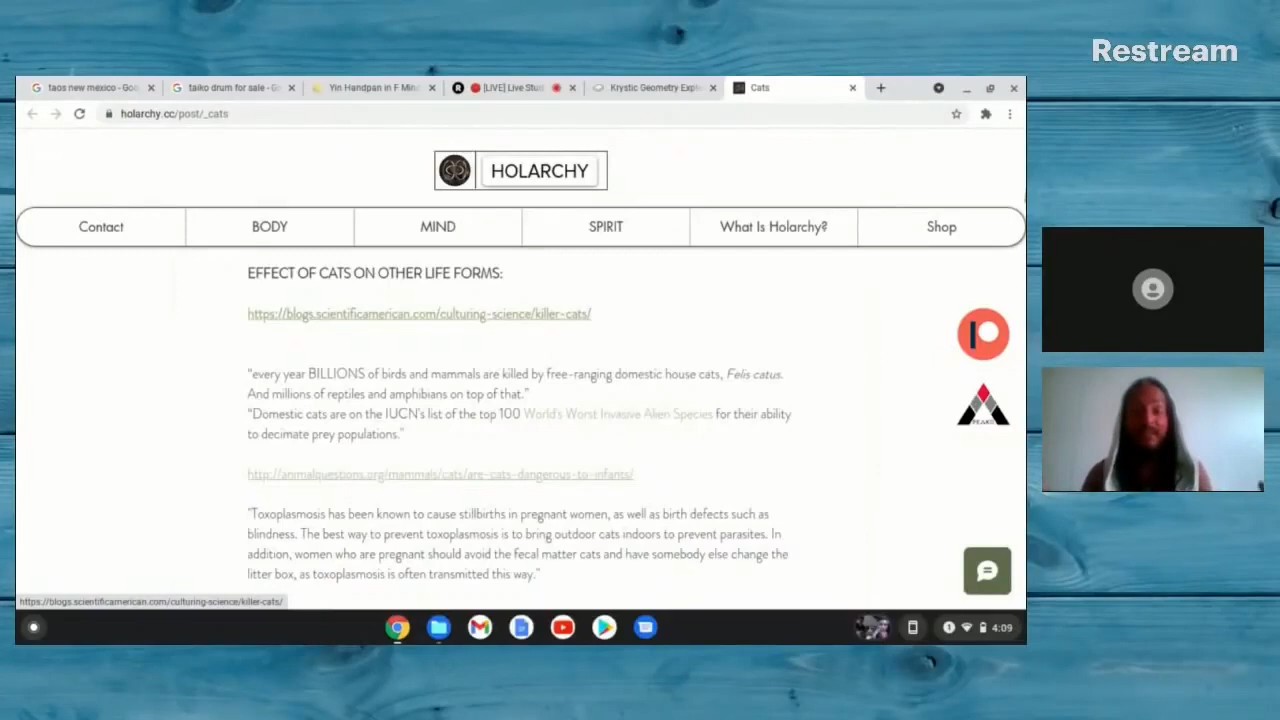 Restream
taos new mexico - Goo
taiko drum for sale - G
Yin Handpan in F Min
[LIVE] Live Stud
Krystic Geometry Expl
Cats
holarchy.cc/post/_cats
HOLARCHY
Contact
BODY
MIND
SPIRIT
What Is Holarchy?
Shop
EFFECT OF CATS ON OTHER LIFE FORMS:
https://blogs.scientificamerican.com/culturing-science/killer-cats/
“every year BILLIONS of birds and mammals are killed by free-ranging domestic house cats, Felis catus.
And millions of reptiles and amphibians on top of that.”
“Domestic cats are on the IUCN's list of the top 100 World's Worst Invasive Alien Species for their ability
to decimate prey populations.”
http://animalquestions.org/mammals/cats/are-cats-dangerous-to-infants/
"Toxoplasmosis has been known to cause stillbirths in pregnant women, as well as birth defects such as
blindness. The best way to prevent toxoplasmosis is to bring outdoor cats indoors to prevent parasites. In
addition, women who are pregnant should avoid the fecal matter cats and have somebody else change the
litter box, as toxoplasmosis is often transmitted this way."
https://blogs.scientificamerican.com/culturing-science/killer-cats/
1
4:09